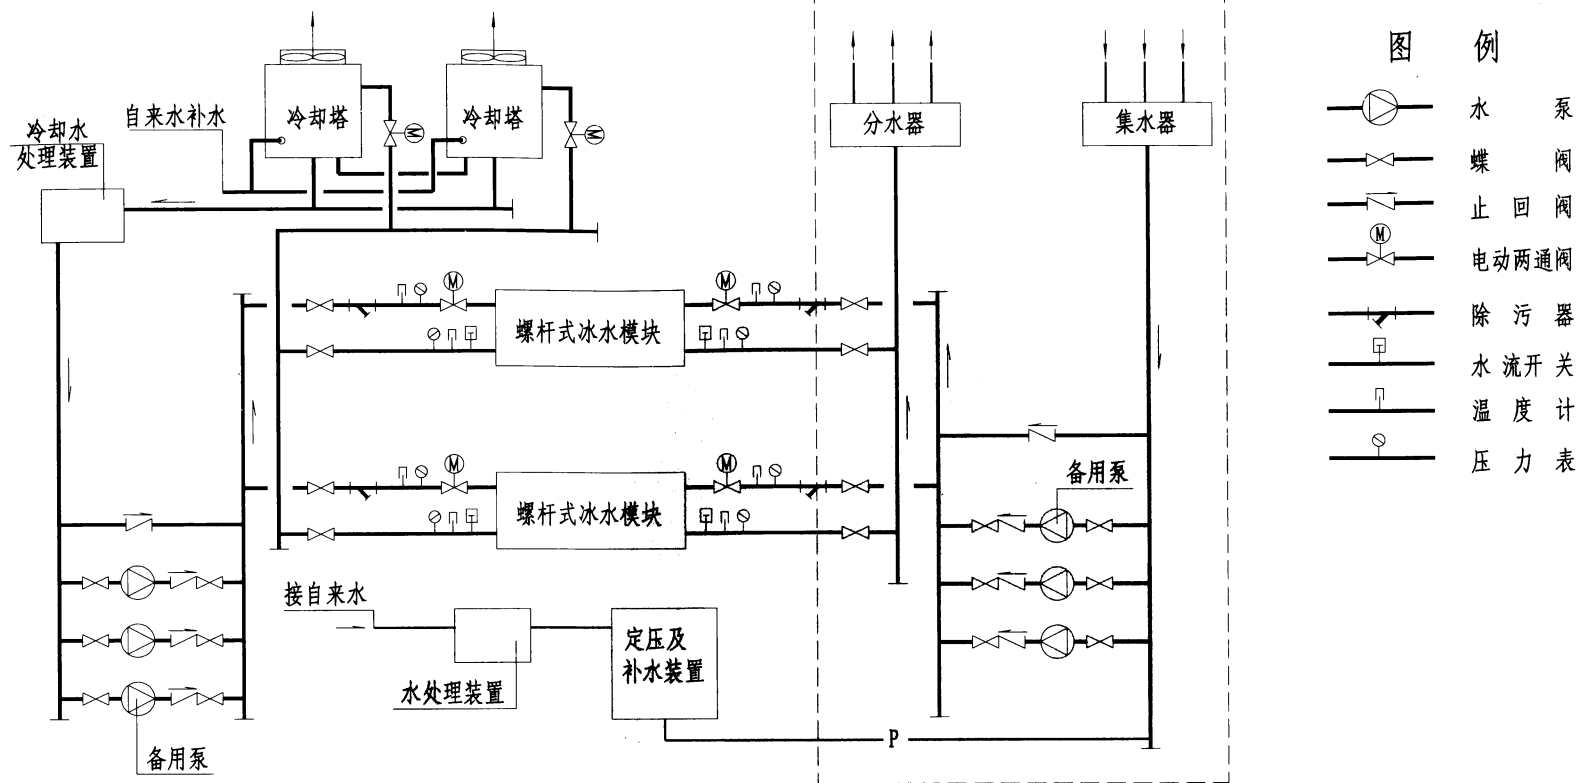 图 例
冷却塔
冷却塔
自来水补水
冷却水
处理装置
分水器
集水器
水 泵
蝶 阀
止 回 阀
M
电动两通阀
除 污 器
水 流 开 关
温 度 计
压 力 表
M
M
M
M
螺杆式冰水模块
T
T
T
M
M
螺杆式冰水模块
T
T
备用泵
接自来水
定压及
补水装置
水处理装置
P
备用泵